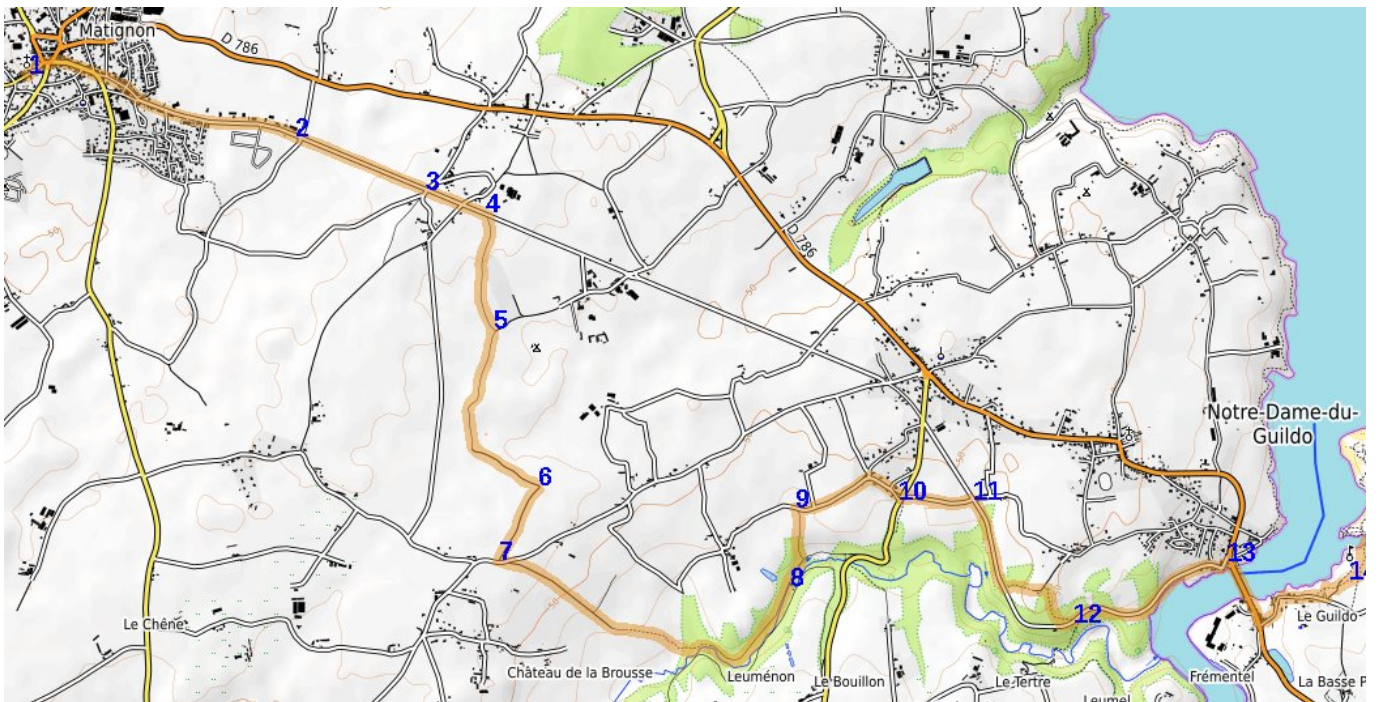 Matignon
D 786
1
2
3
4
D 786
5
Notre-Dame-du-
Guildo
6
9
10
11
7
13
8
12
Le Chêne
Le Guildo
Château de la Brousse
Leuménon
Le Bouillon
Le Tertre
Frémentel
La Basse P
Leumel